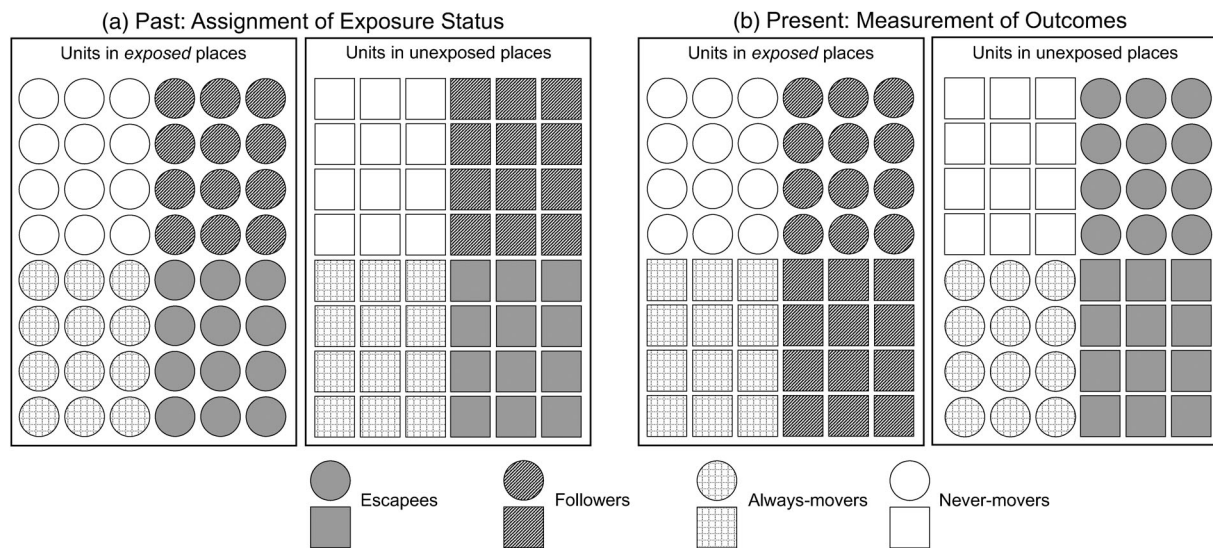 (a) Past: Assignment of Exposure Status
Units in exposed places
Units in unexposed places
(b) Present: Measurement of Outcomes
Units in exposed places
Units in unexposed places
Escapees
Followers
Always-movers
Never-movers